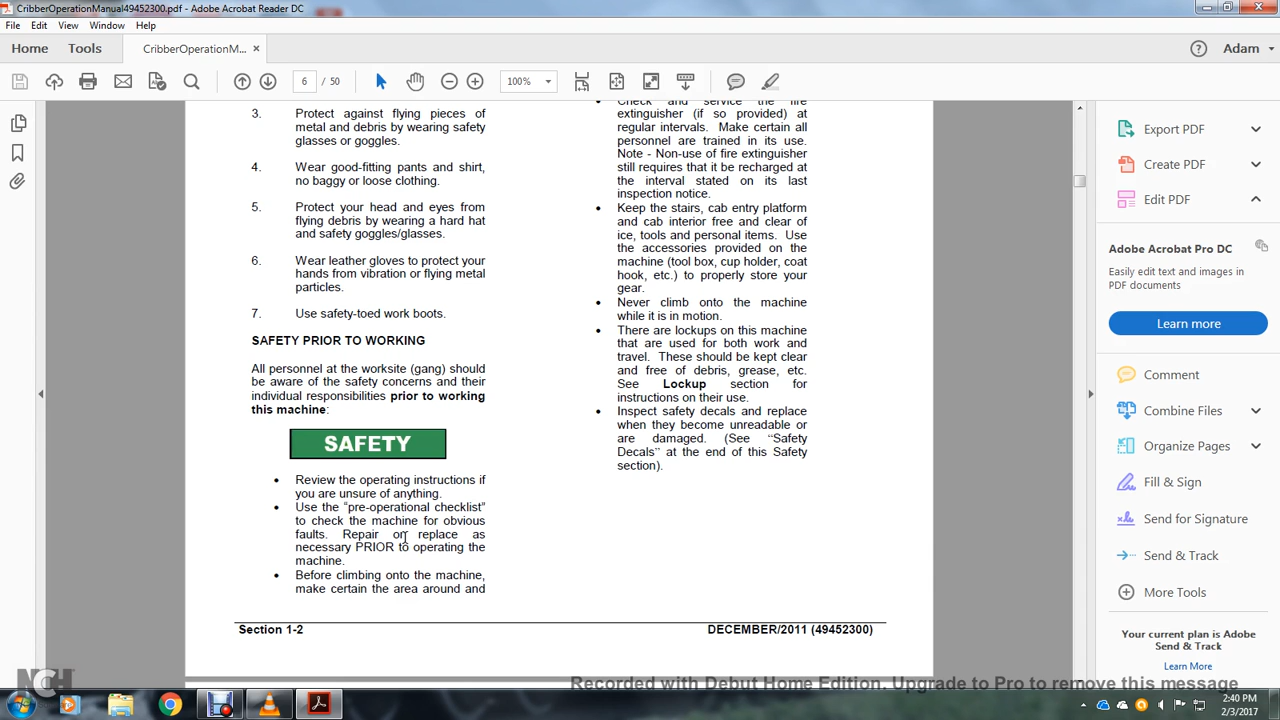 CribberOperationManual49452300.pdf - Adobe Acrobat Reader DC
File Edit View Window Help
Home Tools CribberOperationM... × Adam
6 / 50 100%
3. Protect against flying pieces of
metal and debris by wearing safety
glasses or goggles.
4. Wear good-fitting pants and shirt,
no baggy or loose clothing.
5. Protect your head and eyes from
flying debris by wearing a hard hat
and safety goggles/glasses.
6. Wear leather gloves to protect your
hands from vibration or flying metal
particles.
7. Use safety-toed work boots.
SAFETY PRIOR TO WORKING
All personnel at the worksite (gang) should
be aware of the safety concerns and their
individual responsibilities prior to working
this machine:
SAFETY
• Review the operating instructions if
you are unsure of anything.
• Use the “pre-operational checklist”
to check the machine for obvious
faults. Repair or replace as
necessary PRIOR to operating the
machine.
• Before climbing onto the machine,
make certain the area around and
• Check and service the fire
extinguisher (if so provided) at
regular intervals. Make certain all
personnel are trained in its use.
Note - Non-use of fire extinguisher
still requires that it be recharged at
the interval stated on its last
inspection notice.
• Keep the stairs, cab entry platform
and cab interior free and clear of
ice, tools and personal items. Use
the accessories provided on the
machine (tool box, cup holder, coat
hook, etc.) to properly store your
gear.
• Never climb onto the machine
while it is in motion.
• There are lockups on this machine
that are used for both work and
travel. These should be kept clear
and free of debris, grease, etc.
See Lockup section for
instructions on their use.
• Inspect safety decals and replace
when they become unreadable or
are damaged. (See “Safety
Decals” at the end of this Safety
section).
Section 1-2 DECEMBER/2011 (49452300)
Export PDF
Create PDF
Edit PDF
Adobe Acrobat Pro DC
Easily edit text and images in
PDF documents
Learn more
Comment
Combine Files
Organize Pages
Fill & Sign
Send for Signature
Send & Track
More Tools
Your current plan is Adobe
Send & Track
Learn More
NCH
Recorded with Debut Home Edition. Upgrade to Pro to remove this message
2:40 PM
2/3/2017